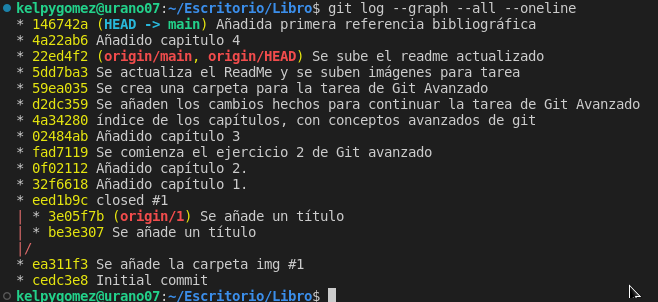 kelpygomez@urano07:~/Escritorio/Libro$ git log --graph --all --oneline
* 146742a (HEAD -> main) Añadida primera referencia bibliográfica
* 4a22ab6 Añadido capitulo 4
* 22ed4f2 (origin/main, origin/HEAD) Se sube el readme actualizado
* 5dd7ba3 Se actualiza el ReadMe y se suben imágenes para tarea
* 59ea035 Se crea una carpeta para la tarea de Git Avanzado
* d2dc359 Se añaden los cambios hechos para continuar la tarea de Git Avanzado
* 4a34280 índice de los capítulos, con conceptos avanzados de git
* 02484ab Añadido capítulo 3
* fad7119 Se comienza el ejercicio 2 de Git avanzado
* 0f02112 Añadido capítulo 2.
* 32f6618 Añadido capítulo 1.
* eed1b9c closed #1
| * 3e05f7b (origin/1) Se añade un título
| * be3e307 Se añade un título
|/
* ea311f3 Se añade la carpeta img #1
* cedc3e8 Initial commit
kelpygomez@urano07:~/Escritorio/Libro$